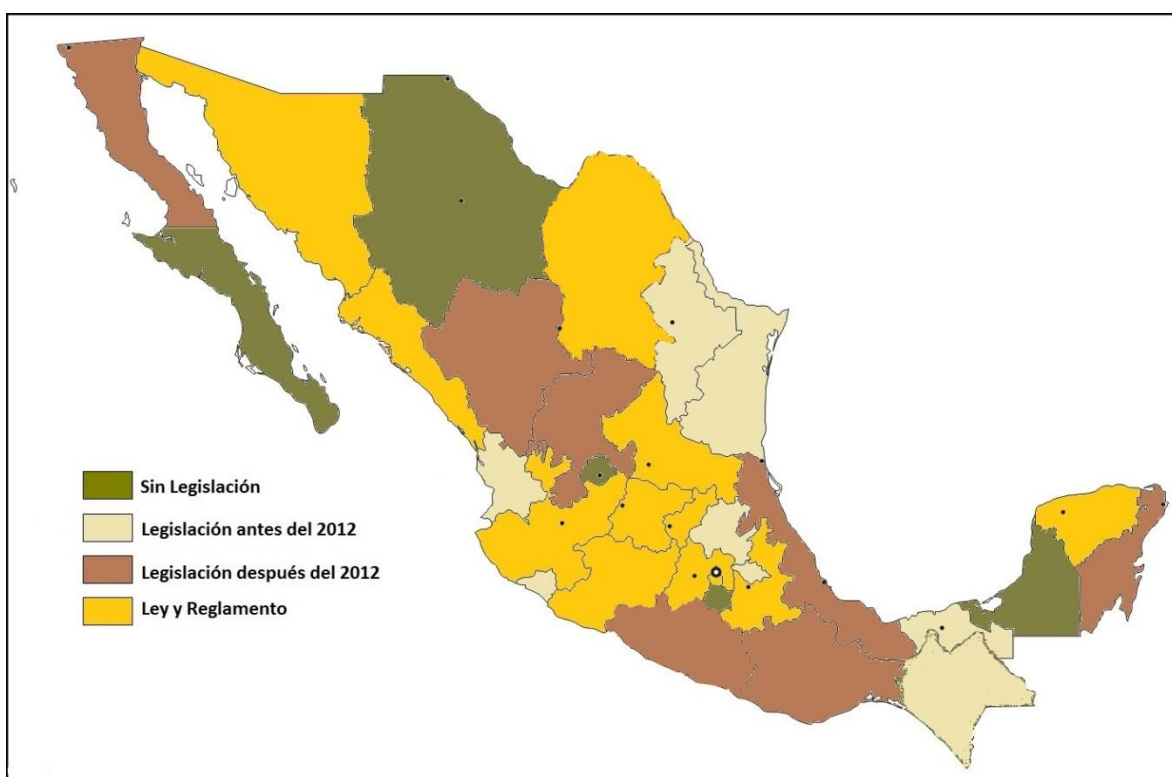 Sin Legislación
Legislación antes del 2012
Legislación después del 2012
Ley y Reglamento